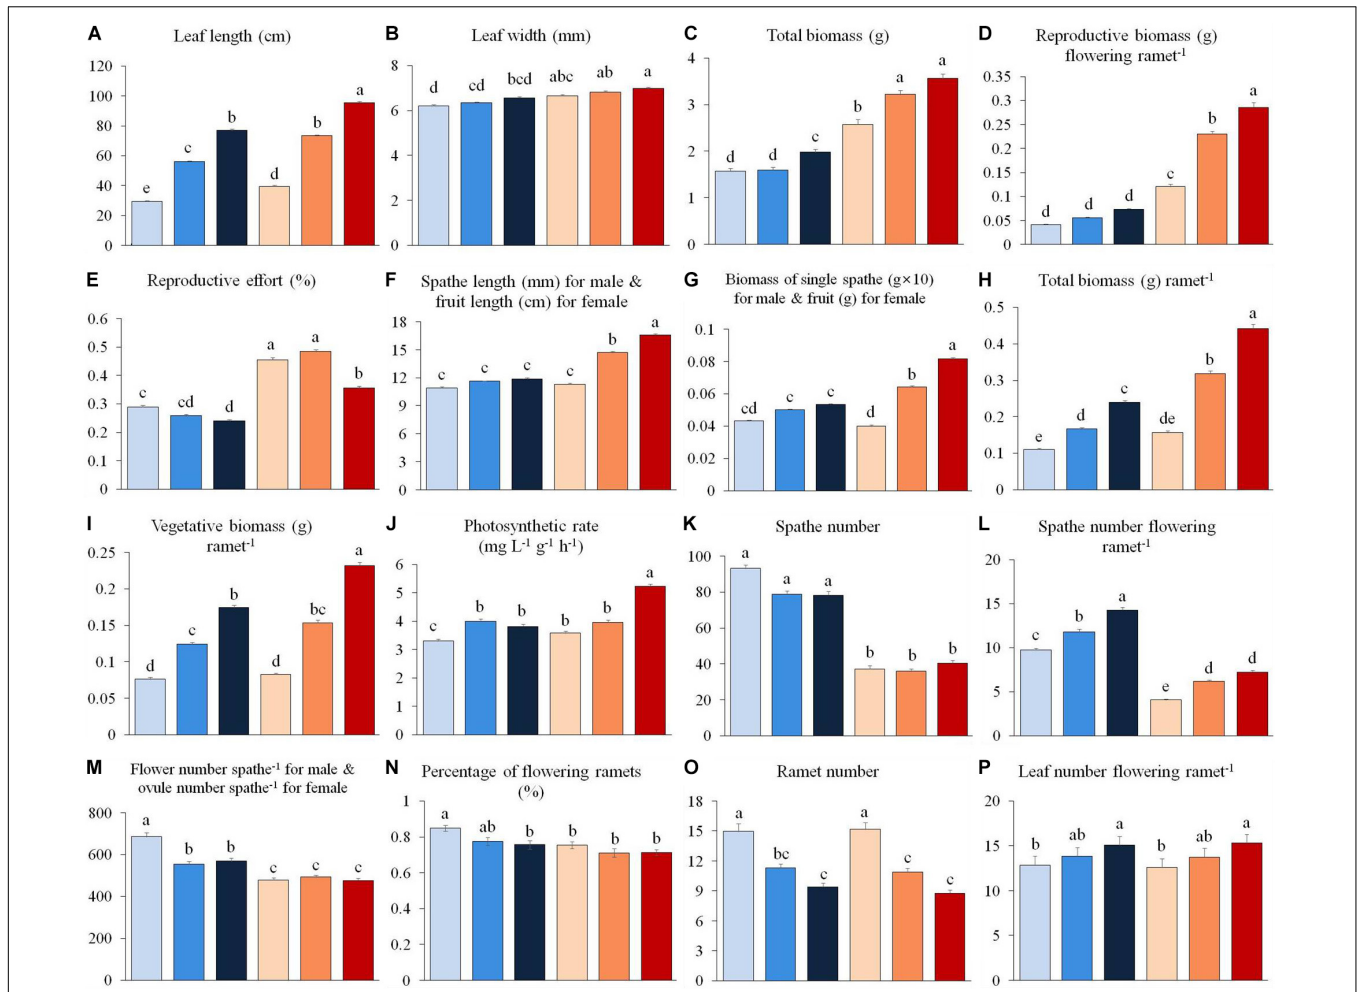 A Leaf length (cm)
120
100
80
60
40
20
0
e c b d b a
B Leaf width (mm)
8
6
4
2
0
d cd bcd abc ab a
C Total biomass (g)
4
3
2
1
0
d d c b a a
D Reproductive biomass (g)
flowering ramet⁻¹
0.35
0.3
0.25
0.2
0.15
0.1
0.05
0
d d d c b a
E Reproductive effort (%)
0.6
0.5
0.4
0.3
0.2
0.1
0
c cd d a a b
F Spathe length (mm) for male &
fruit length (cm) for female
18
15
12
9
6
3
0
c c c c b a
G Biomass of single spathe (g×10)
for male & fruit (g) for female
0.1
0.08
0.06
0.04
0.02
0
cd c c d b a
H Total biomass (g) ramet⁻¹
0.5
0.4
0.3
0.2
0.1
0
e d c de b a
I Vegetative biomass (g)
ramet⁻¹
0.25
0.2
0.15
0.1
0.05
0
d c b d bc a
J Photosynthetic rate
(mg L⁻¹ g⁻¹ h⁻¹)
6
5
4
3
2
1
0
c b b b b a
K Spathe number
100
80
60
40
20
0
a a a b b b
L Spathe number flowering
ramet⁻¹
20
15
10
5
0
c b a e d d
M Flower number spathe⁻¹ for male &
ovule number spathe⁻¹ for female
800
600
400
200
0
a b b c c c
N Percentage of flowering ramets
(%)
1
0.8
0.6
0.4
0.2
0
a ab b b b b
O Ramet number
18
15
12
9
6
3
0
a bc c a c c
P Leaf number flowering ramet⁻¹
20
15
10
5
0
b ab a b ab a